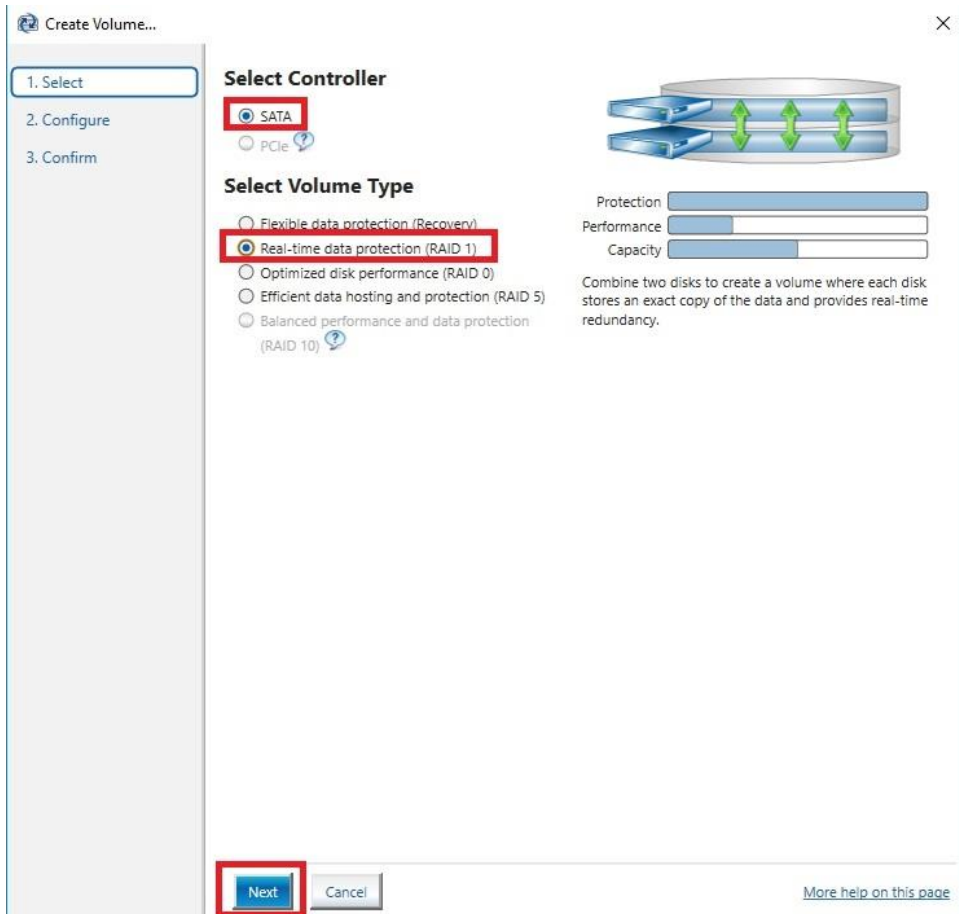 Create Volume...
1. Select
2. Configure
3. Confirm
Select Controller
SATA
PCIe
Select Volume Type
Flexible data protection (Recovery)
Real-time data protection (RAID 1)
Optimized disk performance (RAID 0)
Efficient data hosting and protection (RAID 5)
Balanced performance and data protection
(RAID 10)
Protection
Performance
Capacity
Combine two disks to create a volume where each disk
stores an exact copy of the data and provides real-time
redundancy.
Next
Cancel
More help on this page